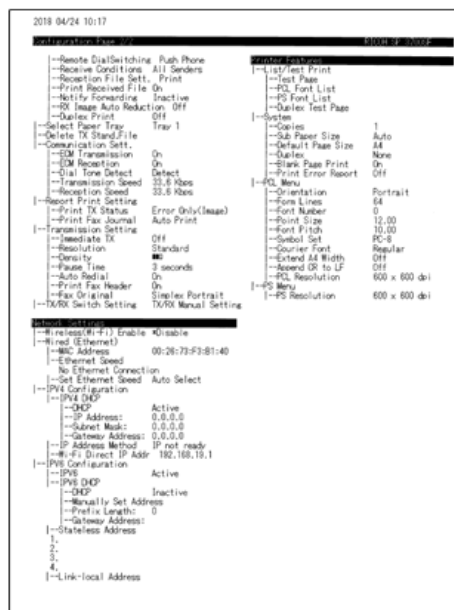 2018 04/24 10:17
Configuration Page 2/2
|--Remote DialSwitching Push Phone
|--Receive Conditions All Senders
|--Reception File Sett. Print
|--Print Received File On
|--Notify Forwarding Inactive
|--RX Image Auto Reduction Off
|--Duplex Print Off
|--Select Paper Tray Tray 1
|--Delete TX Stand.File
|--Communication Sett.
|--ECM Transmission On
|--ECM Reception On
|--Dial Tone Detect Detect
|--Transmission Speed 33.6 Kbps
|--Reception Speed 33.6 Kbps
|--Report Print Setting
|--Print TX Status Error Only(Image)
|--Print Fax Journal Auto Print
|--Transmission Setting
|--Immediate TX Off
|--Resolution Standard
|--Density
|--Pause Time 3 seconds
|--Auto Redial On
|--Print Fax Header On
|--Fax Original Simplex Portrait
|--TX/RX Switch Setting TX/RX Manual Setting
Network Settings
|--Wireless(Wi-Fi) Enable *Disable
|--Wired (Ethernet)
|--MAC Address 00:26:73:F3:B1:40
|--Ethernet Speed
No Ethernet Connection
|--Set Ethernet Speed Auto Select
|--IPV4 Configuration
|--IPV4 DHCP
|--DHCP Active
|--IP Address: 0.0.0.0
|--Subnet Mask: 0.0.0.0
|--Gateway Address: 0.0.0.0
|--IP Address Method IP not ready
|--Wi-Fi Direct IP Addr 192.168.19.1
|--IPV6 Configuration
|--IPV6 Active
|--IPV6 DHCP
|--DHCP Inactive
|--Manually Set Address
|--Prefix Length: 0
|--Gateway Address:
|--Stateless Address
1.
2.
3.
4.
|--Link-local Address
RICOH SP
Printer Features
|--List/Test Print
|--Test Page
|--PCL Font List
|--PS Font List
|--Duplex Test Page
|--System
|--Copies 1
|--Sub Paper Size Auto
|--Default Page Size A4
|--Duplex None
|--Blank Page Print On
|--Print Error Report Off
|--PCL Menu
|--Orientation Portrait
|--Form Lines 64
|--Font Number 0
|--Point Size 12.00
|--Font Pitch 10.00
|--Symbol Set PC-8
|--Courier Font Regular
|--Extend A4 Width Off
|--Append CR to LF Off
|--PCL Resolution 600 x 600 dpi
|--PS Menu
|--PS Resolution 600 x 600 dpi